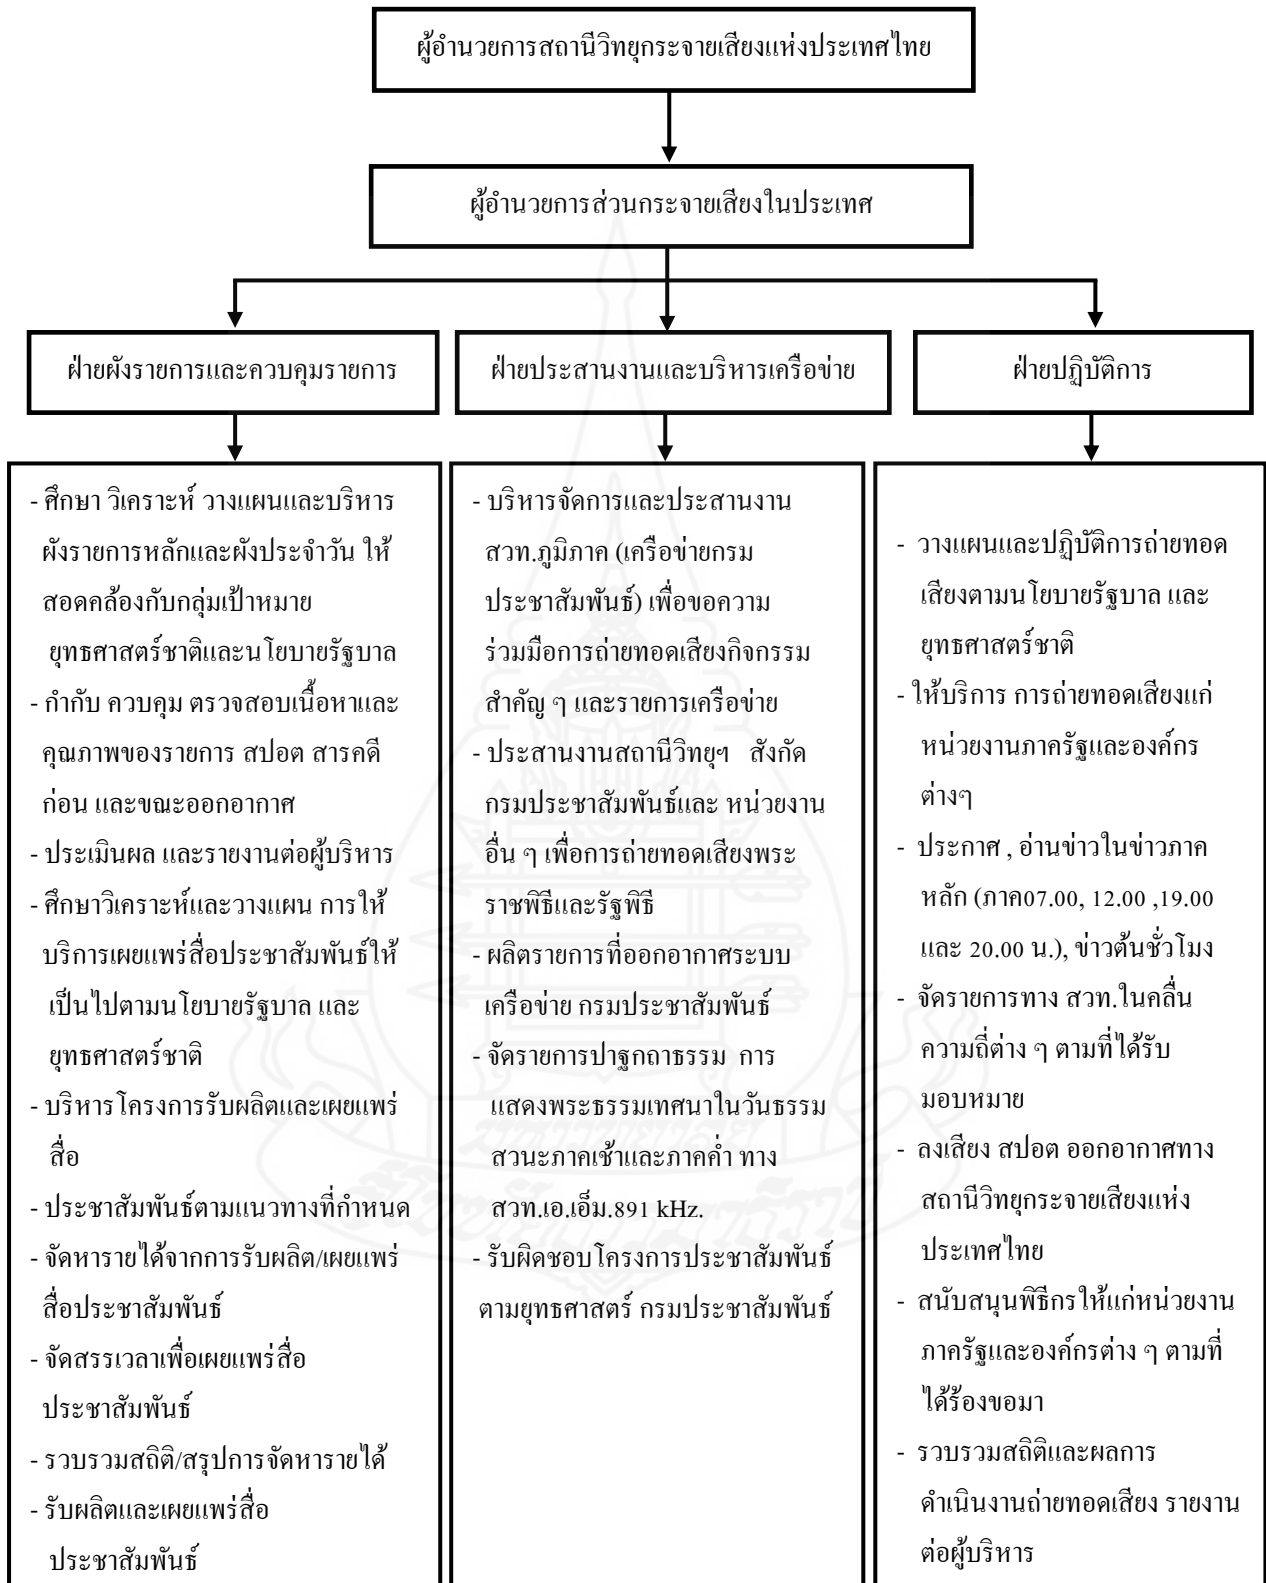 ผู้อำนวยการสถานีวิทยุกระจายเสียงแห่งประเทศไทย
ผู้อำนวยการส่วนกระจายเสียงในประเทศ
ฝ่ายผังรายการและควบคุมรายการ
ฝ่ายประสานงานและบริหารเครือข่าย
ฝ่ายปฏิบัติการ
- ศึกษา วิเคราะห์ วางแผนและบริหาร
ผังรายการหลักและผังประจำวัน ให้
สอดคล้องกับกลุ่มเป้าหมาย
ยุทธศาสตร์ชาติและนโยบายรัฐบาล
- กำกับ ควบคุม ตรวจสอบเนื้อหาและ
คุณภาพของรายการ สปอต สารคดี
ก่อน และขณะออกอากาศ
- ประเมินผล และรายงานต่อผู้บริหาร
- ศึกษาวิเคราะห์และวางแผน การให้
บริการเผยแพร่สื่อประชาสัมพันธ์ให้
เป็นไปตามนโยบายรัฐบาล และ
ยุทธศาสตร์ชาติ
- บริหารโครงการรับผลิตและเผยแพร่
สื่อ
- ประชาสัมพันธ์ตามแนวทางที่กำหนด
- จัดหารายได้จากการรับผลิต/เผยแพร่
สื่อประชาสัมพันธ์
- จัดสรรเวลาเพื่อเผยแพร่สื่อ
ประชาสัมพันธ์
- รวบรวมสถิติ/สรุปการจัดหารายได้
- รับผลิตและเผยแพร่สื่อ
ประชาสัมพันธ์
- บริหารจัดการและประสานงาน
สวท.ภูมิภาค (เครือข่ายกรม
ประชาสัมพันธ์) เพื่อขอความ
ร่วมมือการถ่ายทอดเสียงกิจกรรม
สำคัญ ๆ และรายการเครือข่าย
- ประสานงานสถานีวิทยุฯ สังกัด
กรมประชาสัมพันธ์และ หน่วยงาน
อื่น ๆ เพื่อการถ่ายทอดเสียงพระ
ราชพิธีและรัฐพิธี
- ผลิตรายการที่ออกอากาศระบบ
เครือข่าย กรมประชาสัมพันธ์
- จัดรายการปาฐกถาธรรม การ
แสดงพระธรรมเทศนาในวันธรรม
สวนะภาคเช้าและภาคค่ำ ทาง
สวท.เอ.เอ็ม.891 kHz.
- รับผิดชอบโครงการประชาสัมพันธ์
ตามยุทธศาสตร์ กรมประชาสัมพันธ์
- วางแผนและปฏิบัติการถ่ายทอด
เสียงตามนโยบายรัฐบาล และ
ยุทธศาสตร์ชาติ
- ให้บริการ การถ่ายทอดเสียงแก่
หน่วยงานภาครัฐและองค์กร
ต่างๆ
- ประกาศ , อ่านข่าวในข่าวภาค
หลัก (ภาค07.00, 12.00 ,19.00
และ 20.00 น.), ข่าวต้นชั่วโมง
- จัดรายการทาง สวท.ในคลื่น
ความถี่ต่าง ๆ ตามที่ได้รับ
มอบหมาย
- ลงเสียง สปอต ออกอากาศทาง
สถานีวิทยุกระจายเสียงแห่ง
ประเทศไทย
- สนับสนุนพิธีกรให้แก่หน่วยงาน
ภาครัฐและองค์กรต่าง ๆ ตามที่
ได้ร้องขอมา
- รวบรวมสถิติและผลการ
ดำเนินงานถ่ายทอดเสียง รายงาน
ต่อผู้บริหาร